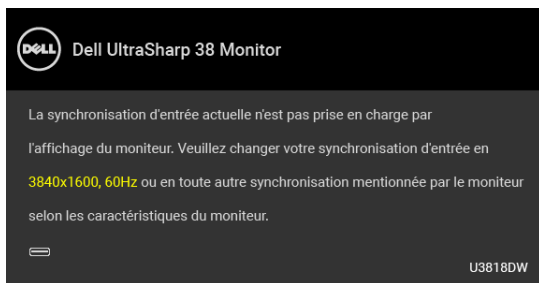 DELL Dell UltraSharp 38 Monitor
La synchronisation d'entrée actuelle n'est pas prise en charge par
l'affichage du moniteur. Veuillez changer votre synchronisation d'entrée en
3840x1600, 60Hz ou en toute autre synchronisation mentionnée par le moniteur
selon les caractéristiques du moniteur.
U3818DW